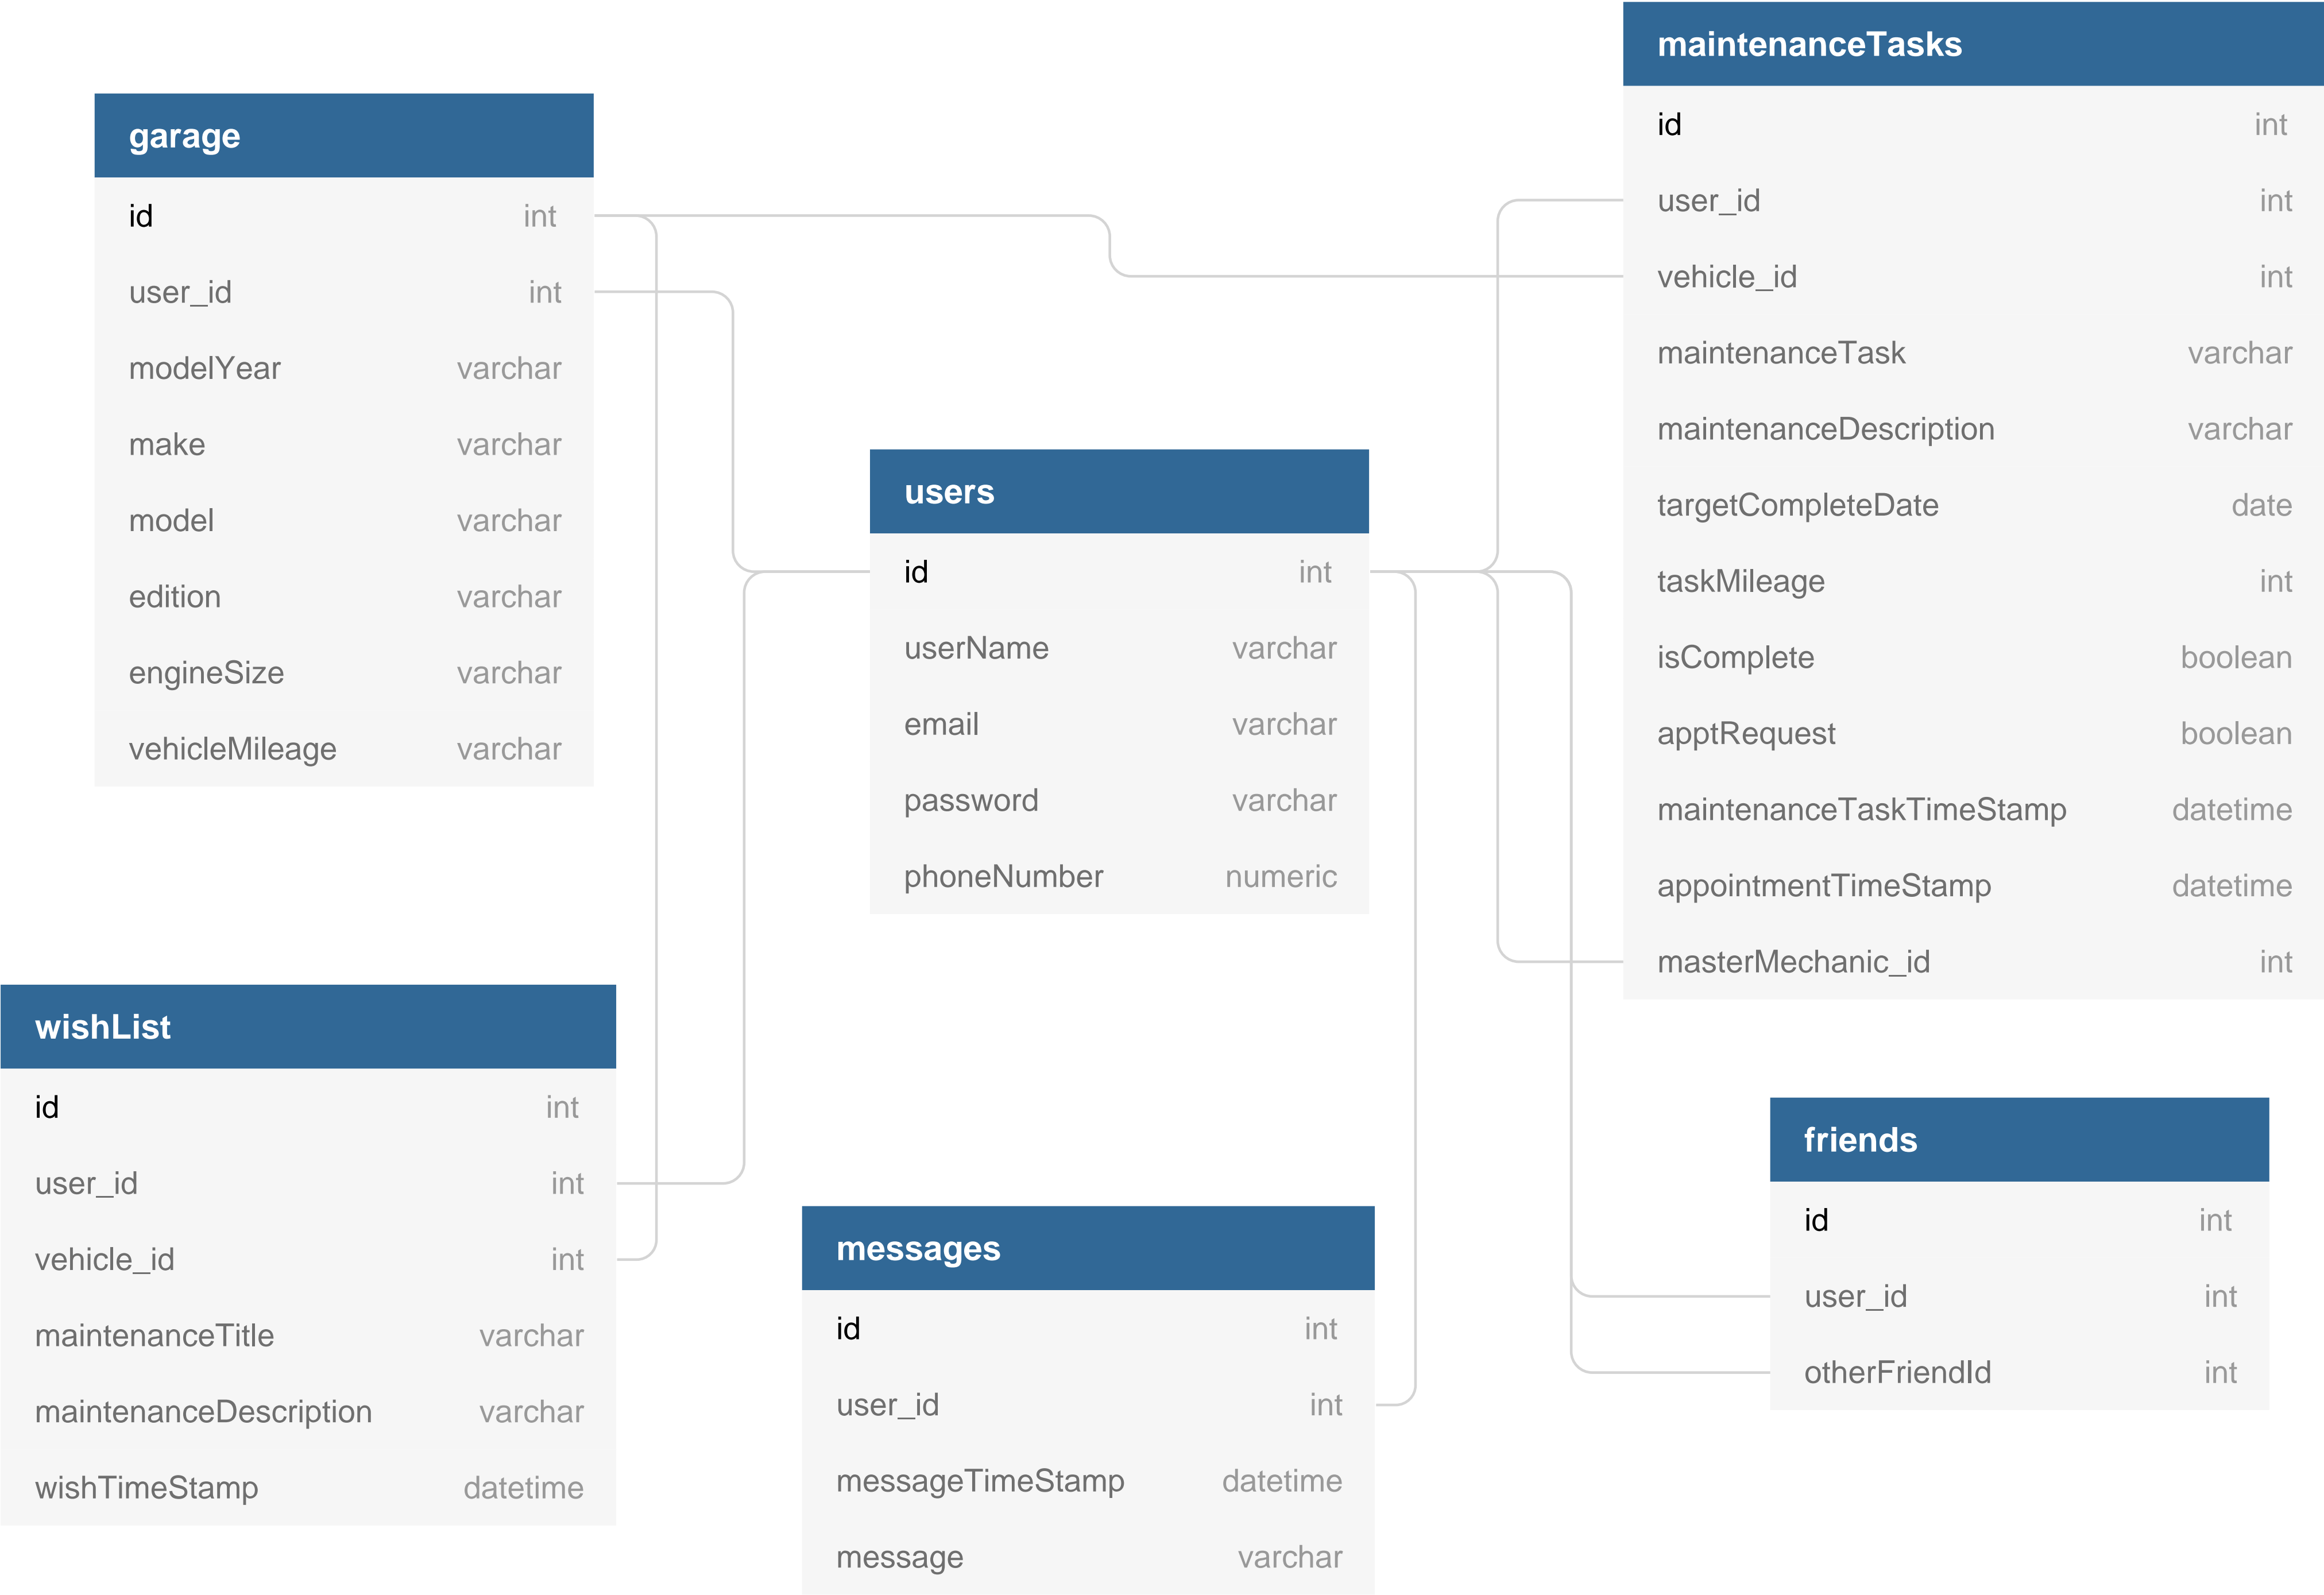 garage
id int
user_id int
modelYear varchar
make varchar
model varchar
edition varchar
engineSize varchar
vehicleMileage varchar
maintenanceTasks
id int
user_id int
vehicle_id int
maintenanceTask varchar
maintenanceDescription varchar
targetCompleteDate date
taskMileage int
isComplete boolean
apptRequest boolean
maintenanceTaskTimeStamp datetime
appointmentTimeStamp datetime
masterMechanic_id int
users
id int
userName varchar
email varchar
password varchar
phoneNumber numeric
wishList
id int
user_id int
vehicle_id int
maintenanceTitle varchar
maintenanceDescription varchar
wishTimeStamp datetime
messages
id int
user_id int
messageTimeStamp datetime
message varchar
friends
id int
user_id int
otherFriendId int